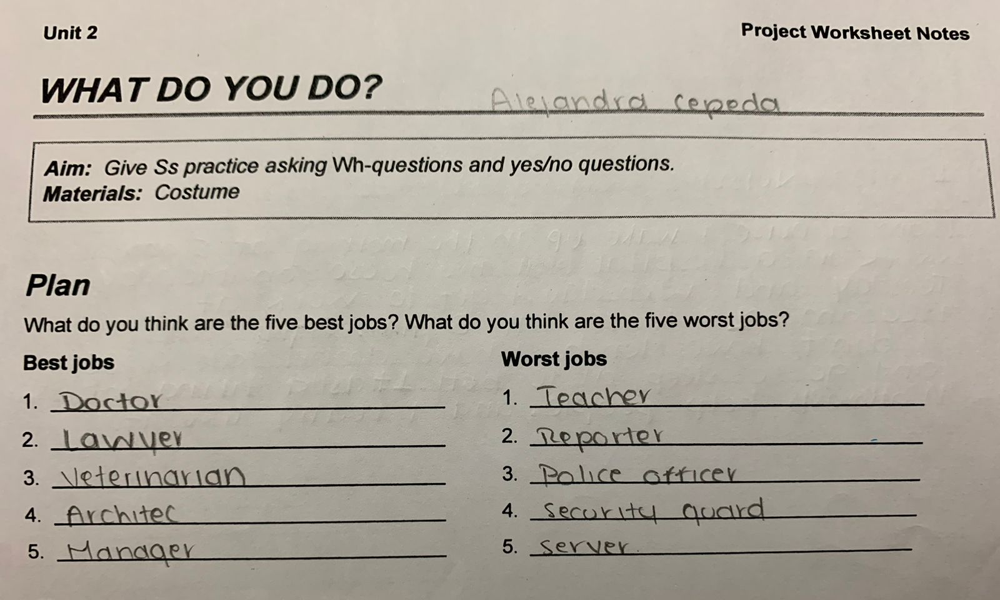 Unit 2
Project Worksheet Notes
WHAT DO YOU DO?
Alejandra cepeda
Aim: Give Ss practice asking Wh-questions and yes/no questions.
Materials: Costume
Plan
What do you think are the five best jobs? What do you think are the five worst jobs?
Best jobs
1. Doctor
2. Lawyer
3. Veterinarian
4. Architec
5. Manager
Worst jobs
1. Teacher
2. Reporter
3. Police officer
4. security guard
5. server.